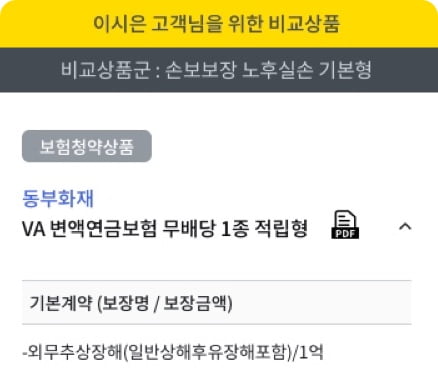 이시은 고객님을 위한 비교상품
비교상품군 : 손보보장 노후실손 기본형
보험청약상품
동부화재
VA 변액연금보험 무배당 1종 적립형
PDF
기본계약 (보장명 / 보장금액)
-외무추상장해(일반상해후유장해포함)/1억